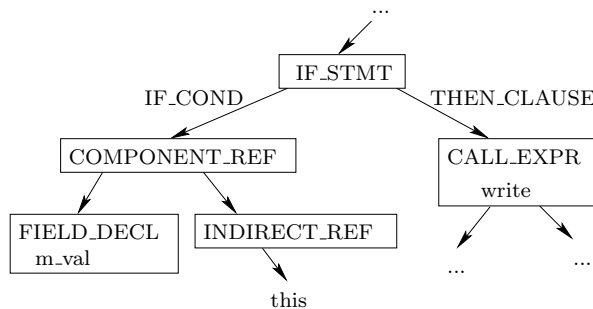 ...
IF_STMT
IF_COND
THEN_CLAUSE
COMPONENT_REF
CALL_EXPR
write
FIELD_DECL
m_val
INDIRECT_REF
...
...
this